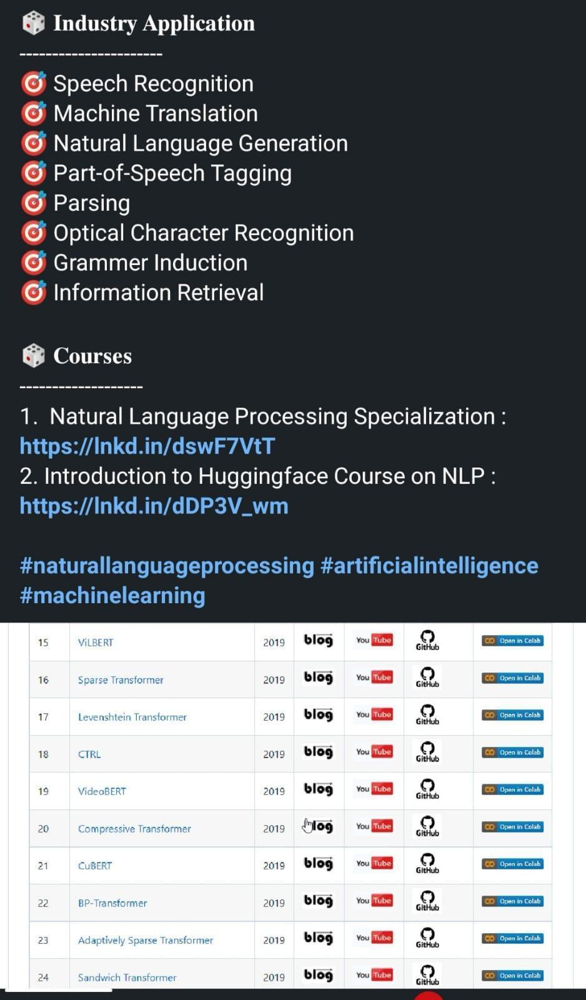 🎲 Industry Application
----------------------
🎯 Speech Recognition
🎯 Machine Translation
🎯 Natural Language Generation
🎯 Part-of-Speech Tagging
🎯 Parsing
🎯 Optical Character Recognition
🎯 Grammer Induction
🎯 Information Retrieval
🎲 Courses
-------------------
1. Natural Language Processing Specialization :
https://lnkd.in/dswF7VtT
2. Introduction to Huggingface Course on NLP :
https://lnkd.in/dDP3V_wm
#naturallanguageprocessing #artificialintelligence
#machinelearning
15 ViLBERT 2019 blog YouTube GitHub Open in Colab
16 Sparse Transformer 2019 blog YouTube GitHub Open in Colab
17 Levenshtein Transformer 2019 blog YouTube GitHub Open in Colab
18 CTRL 2019 blog YouTube GitHub Open in Colab
19 VideoBERT 2019 blog YouTube GitHub Open in Colab
20 Compressive Transformer 2019 blog YouTube GitHub Open in Colab
21 CuBERT 2019 blog YouTube GitHub Open in Colab
22 BP-Transformer 2019 blog YouTube GitHub Open in Colab
23 Adaptively Sparse Transformer 2019 blog YouTube GitHub Open in Colab
24 Sandwich Transformer 2019 blog YouTube GitHub Open in Colab